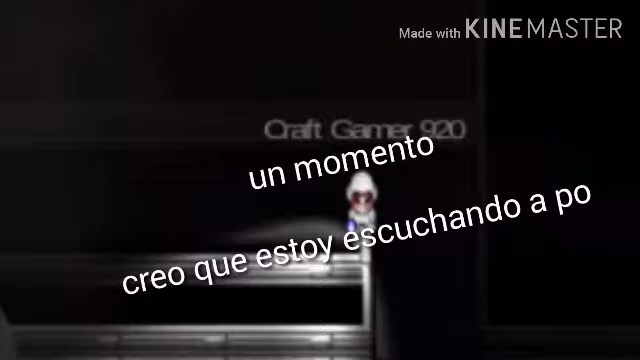 Made with KINEMASTER
Craft Gamer 920
un momento
creo que estoy escuchando a po